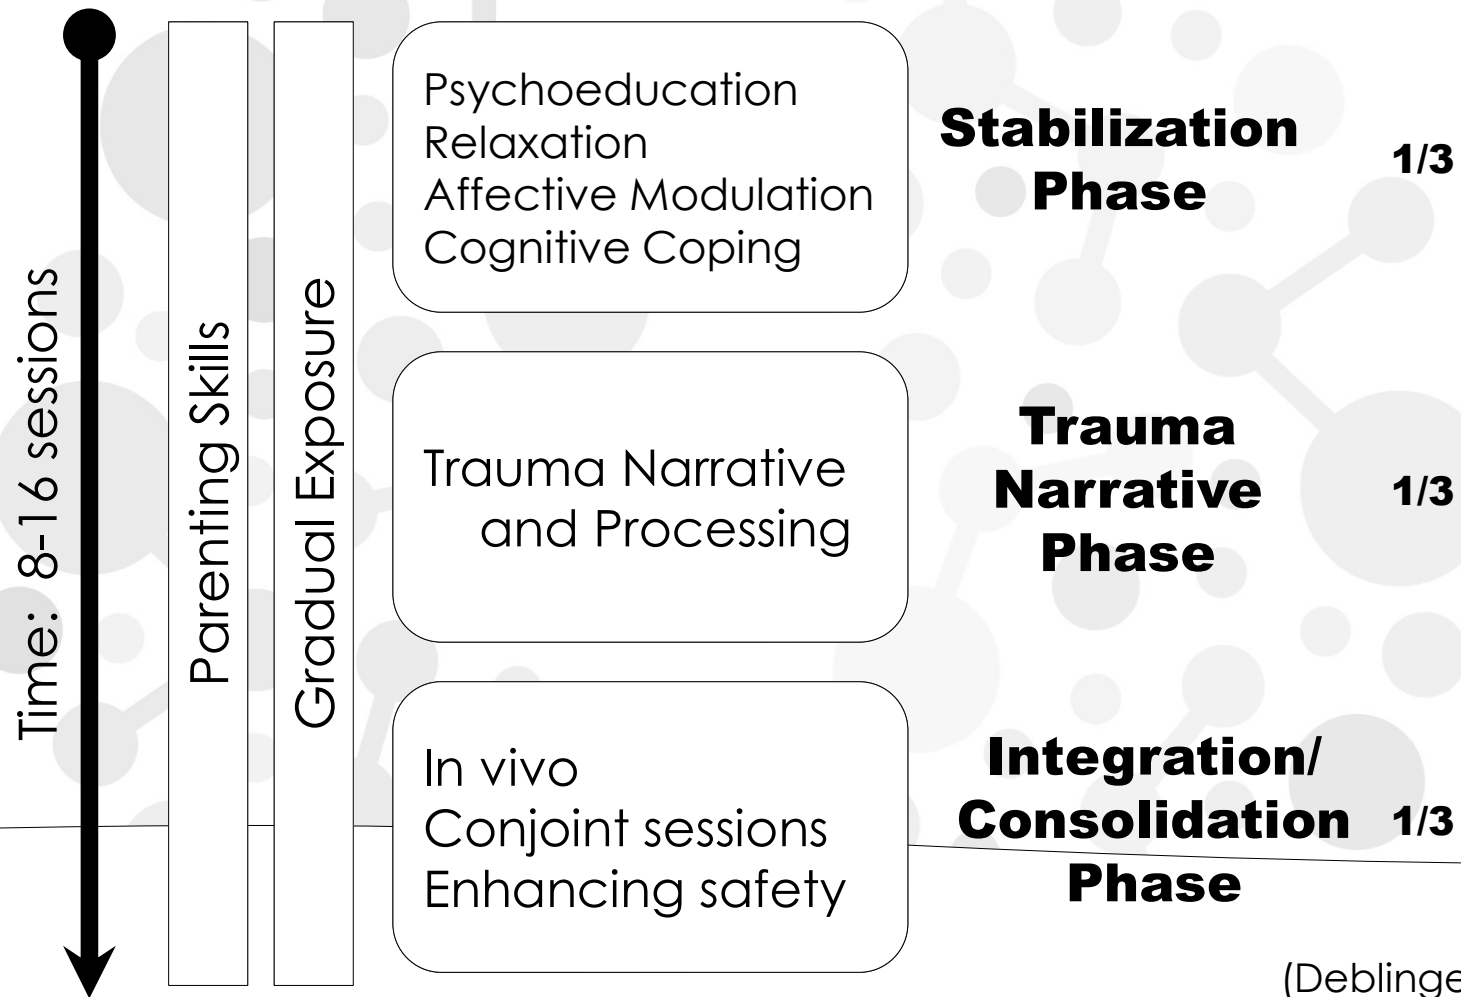 Time: 8-16 sessions
Parenting Skills
Gradual Exposure
Psychoeducation
Relaxation
Affective Modulation
Cognitive Coping
Stabilization
Phase
1/3
Trauma Narrative
and Processing
Trauma
Narrative
Phase
1/3
In vivo
Conjoint sessions
Enhancing safety
Integration/
Consolidation
Phase
1/3
(Deblinge